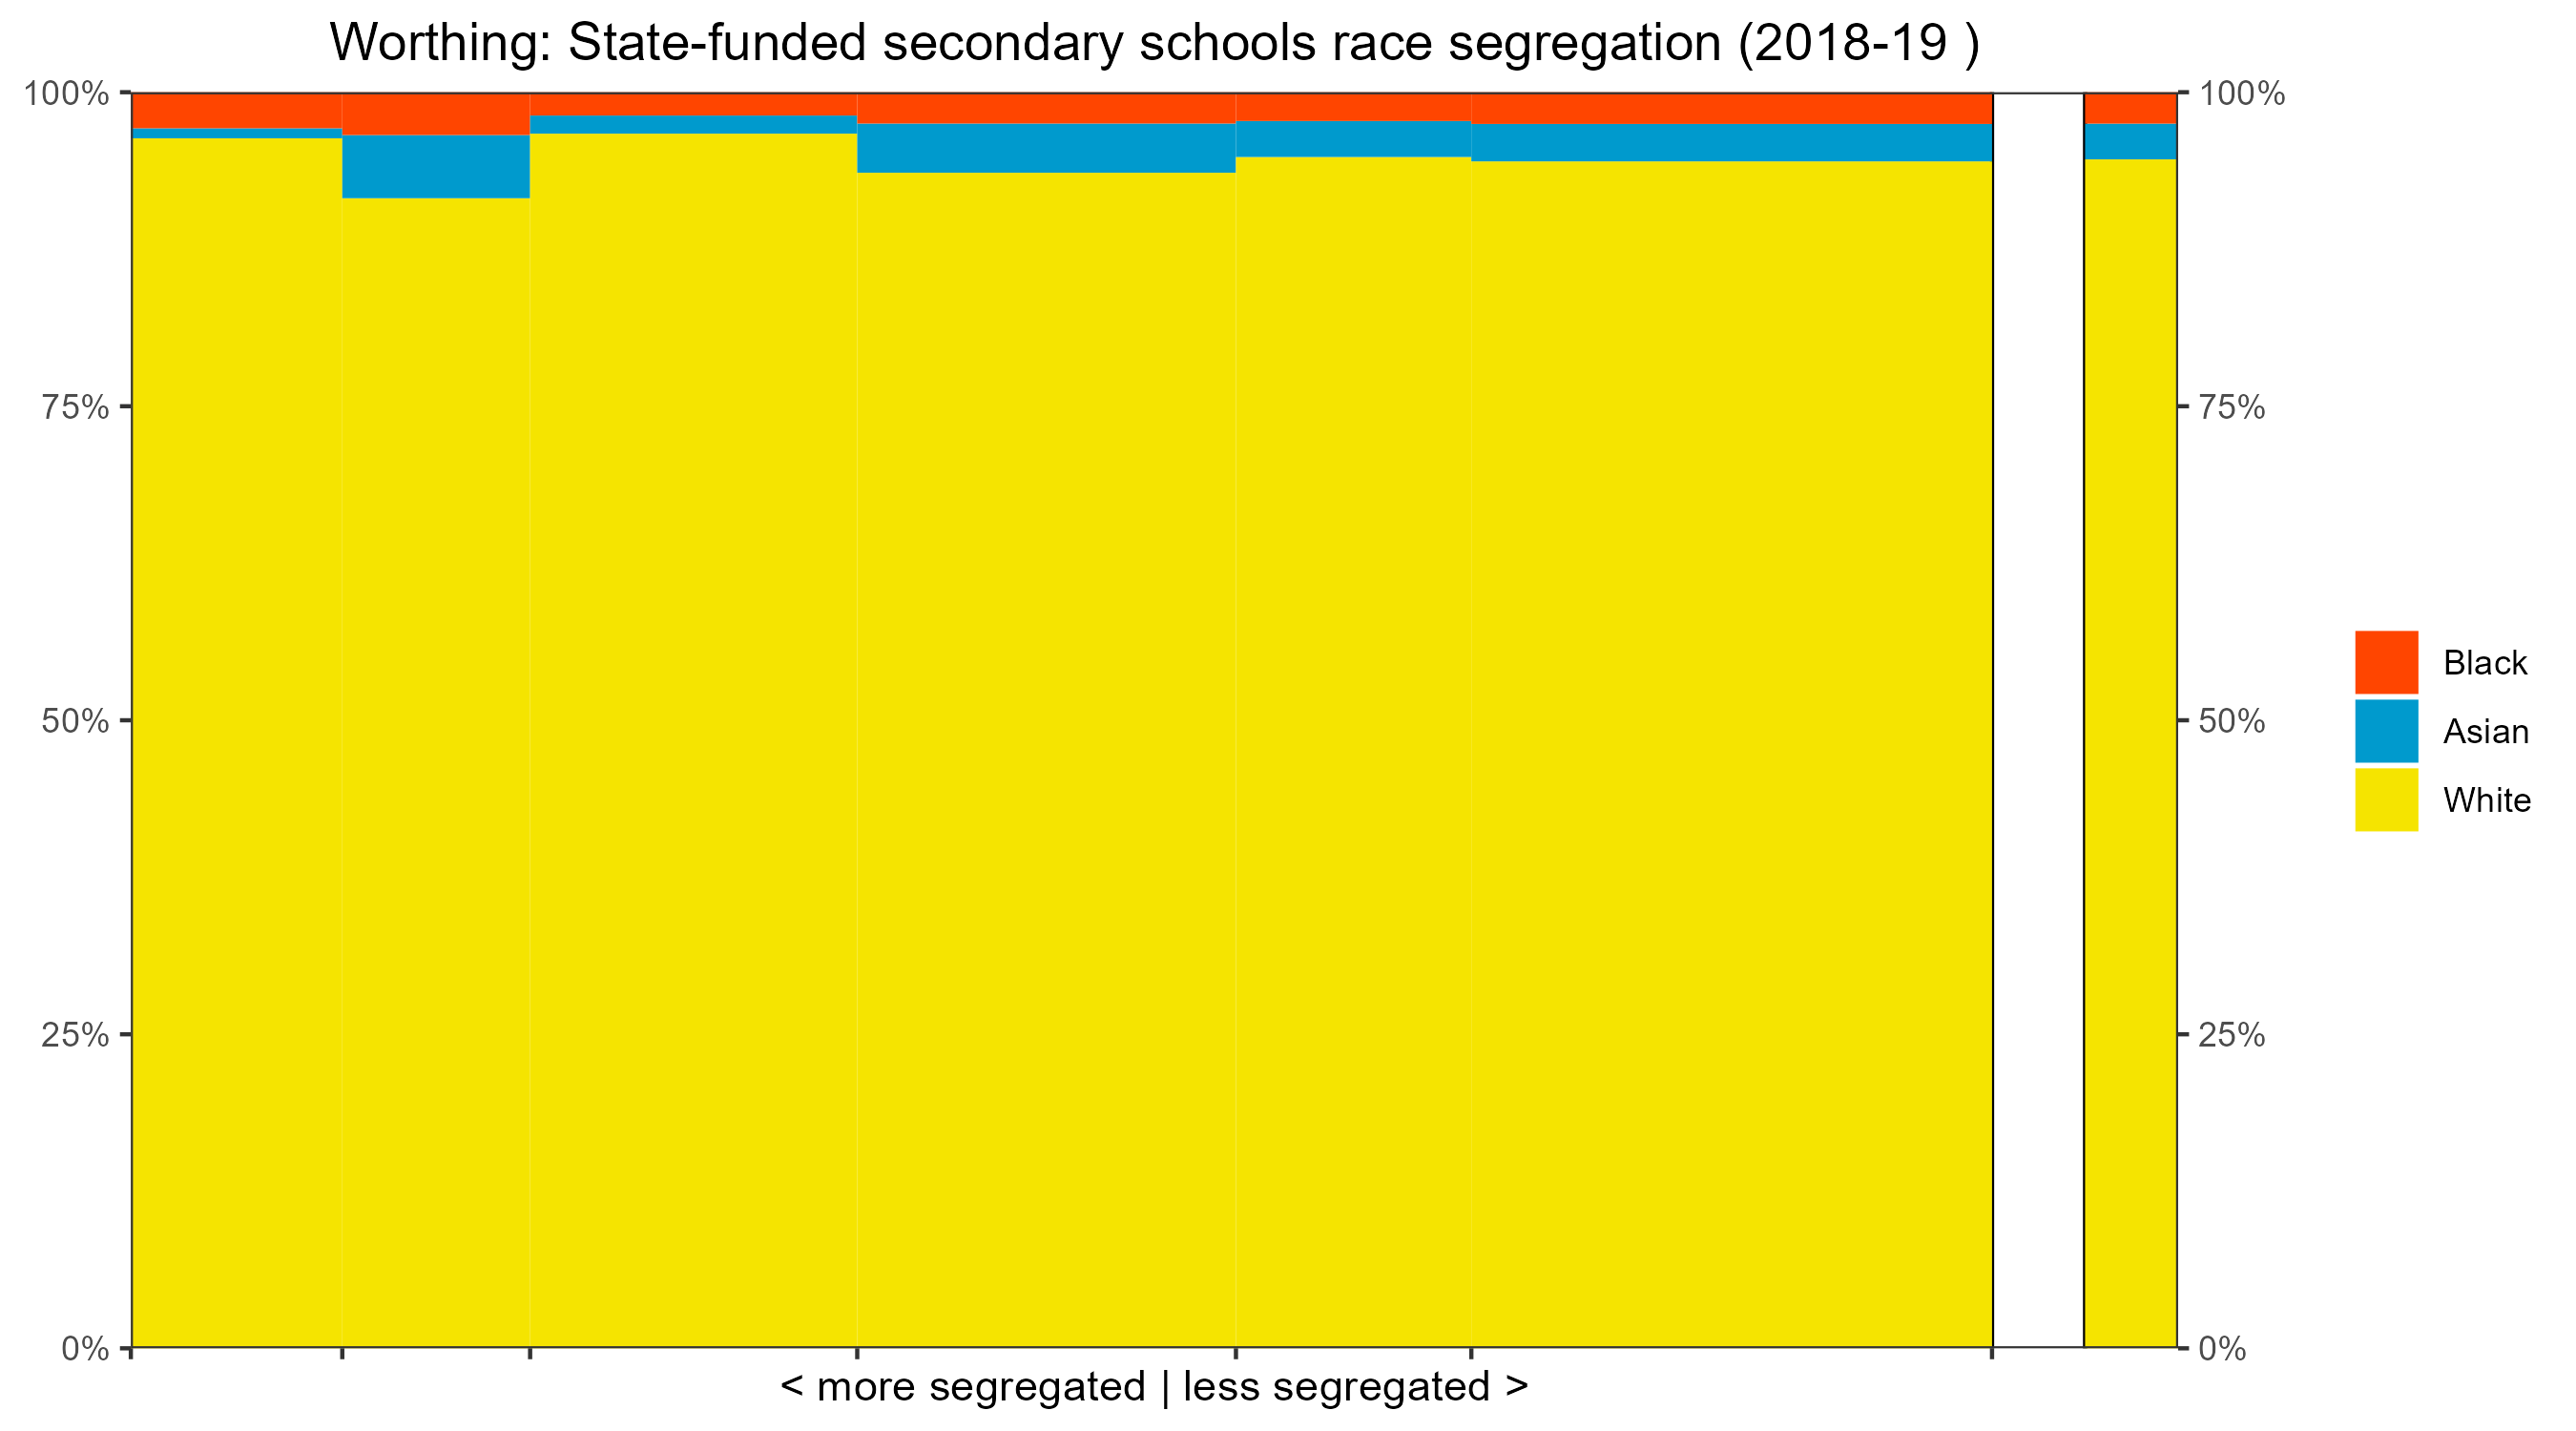 Worthing: State-funded secondary schools race segregation (2018-19 )
100%
75%
50%
25%
0%
100%
75%
50%
25%
0%
Black
Asian
White
< more segregated | less segregated >